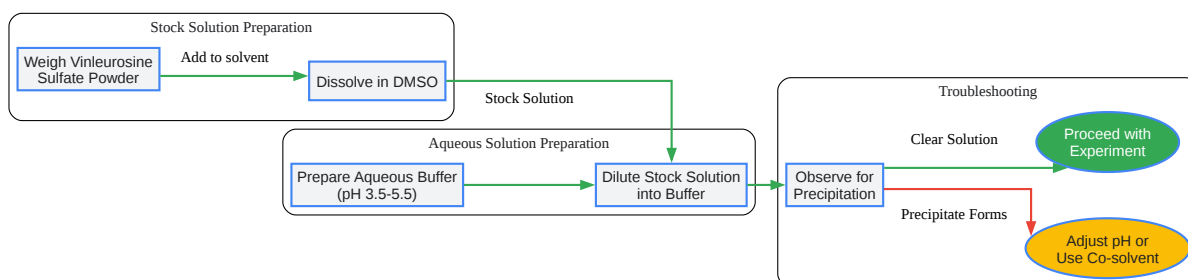 Stock Solution Preparation
Weigh Vinleurosine
Sulfate Powder
Add to solvent
Dissolve in DMSO
Stock Solution
Aqueous Solution Preparation
Prepare Aqueous Buffer
(pH 3.5-5.5)
Dilute Stock Solution
into Buffer
Troubleshooting
Observe for
Precipitation
Clear Solution
Proceed with
Experiment
Precipitate Forms
Adjust pH or
Use Co-solvent